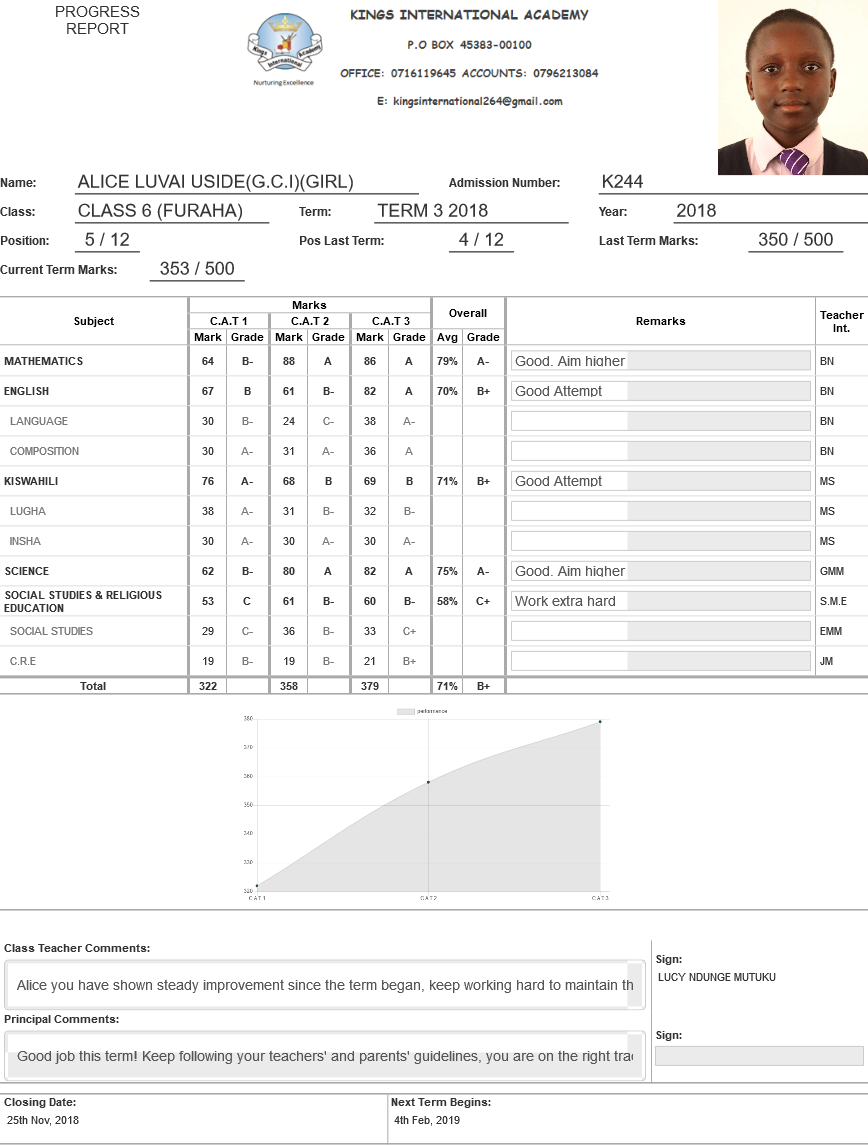 PROGRESS
REPORT
KINGS INTERNATIONAL ACADEMY
P.O BOX 45383-00100
OFFICE: 0716119645 ACCOUNTS: 0796213084
E: kingsinternational264@gmail.com
Kings International Academy
Nurturing Excellence
Name: ALICE LUVAI USIDE(G.C.I)(GIRL) Admission Number: K244
Class: CLASS 6 (FURAHA) Term: TERM 3 2018 Year: 2018
Position: 5 / 12 Pos Last Term: 4 / 12 Last Term Marks: 350 / 500
Current Term Marks: 353 / 500
Subject Marks Overall Remarks Teacher Int.
C.A.T 1 C.A.T 2 C.A.T 3
Mark Grade Mark Grade Mark Grade Avg Grade
MATHEMATICS 64 B- 88 A 86 A 79% A- Good. Aim higher BN
ENGLISH 67 B 61 B- 82 A 70% B+ Good Attempt BN
LANGUAGE 30 B- 24 C- 38 A- BN
COMPOSITION 30 A- 31 A- 36 A BN
KISWAHILI 76 A- 68 B 69 B 71% B+ Good Attempt MS
LUGHA 38 A- 31 B- 32 B- MS
INSHA 30 A- 30 A- 30 A- MS
SCIENCE 62 B- 80 A 82 A 75% A- Good. Aim higher GMM
SOCIAL STUDIES & RELIGIOUS
EDUCATION 53 C 61 B- 60 B- 58% C+ Work extra hard S.M.E
SOCIAL STUDIES 29 C- 36 B- 33 C+ EMM
C.R.E 19 B- 19 B- 21 B+ JM
Total 322 358 379 71% B+
performance
380
370
360
350
340
330
320
C.A.T 1 C.A.T 2 C.A.T 3
Class Teacher Comments:
Alice you have shown steady improvement since the term began, keep working hard to maintain th
Sign:
LUCY NDUNGE MUTUKU
Principal Comments:
Good job this term! Keep following your teachers' and parents' guidelines, you are on the right trac
Sign:
Closing Date: Next Term Begins:
25th Nov, 2018 4th Feb, 2019